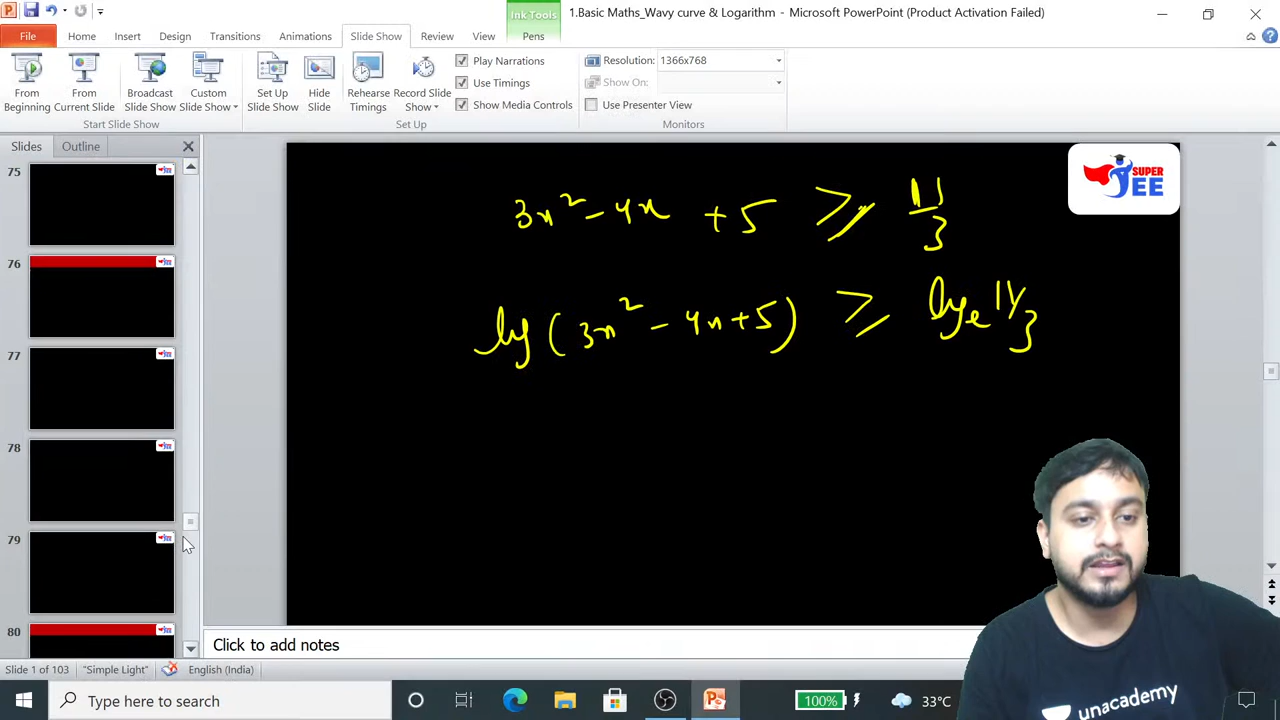 1.Basic Maths_Wavy curve & Logarithm - Microsoft PowerPoint (Product Activation Failed)
Ink Tools
File Home Insert Design Transitions Animations Slide Show Review View Pens
From Beginning
From Current Slide
Broadcast Slide Show
Custom Slide Show
Set Up Slide Show
Hide Slide
Rehearse Timings
Record Slide Show
Play Narrations
Use Timings
Show Media Controls
Resolution: 1366x768
Show On:
Use Presenter View
Start Slide Show
Set Up
Monitors
Slides Outline
75
76
77
78
79
80
SUPER JEE
3x² - 4x + 5 ≥ 11/3
log (3x² - 4x + 5) ≥ logₑ 11/3
Click to add notes
Slide 1 of 103 "Simple Light" English (India)
Type here to search
100%
33°C
unacademy